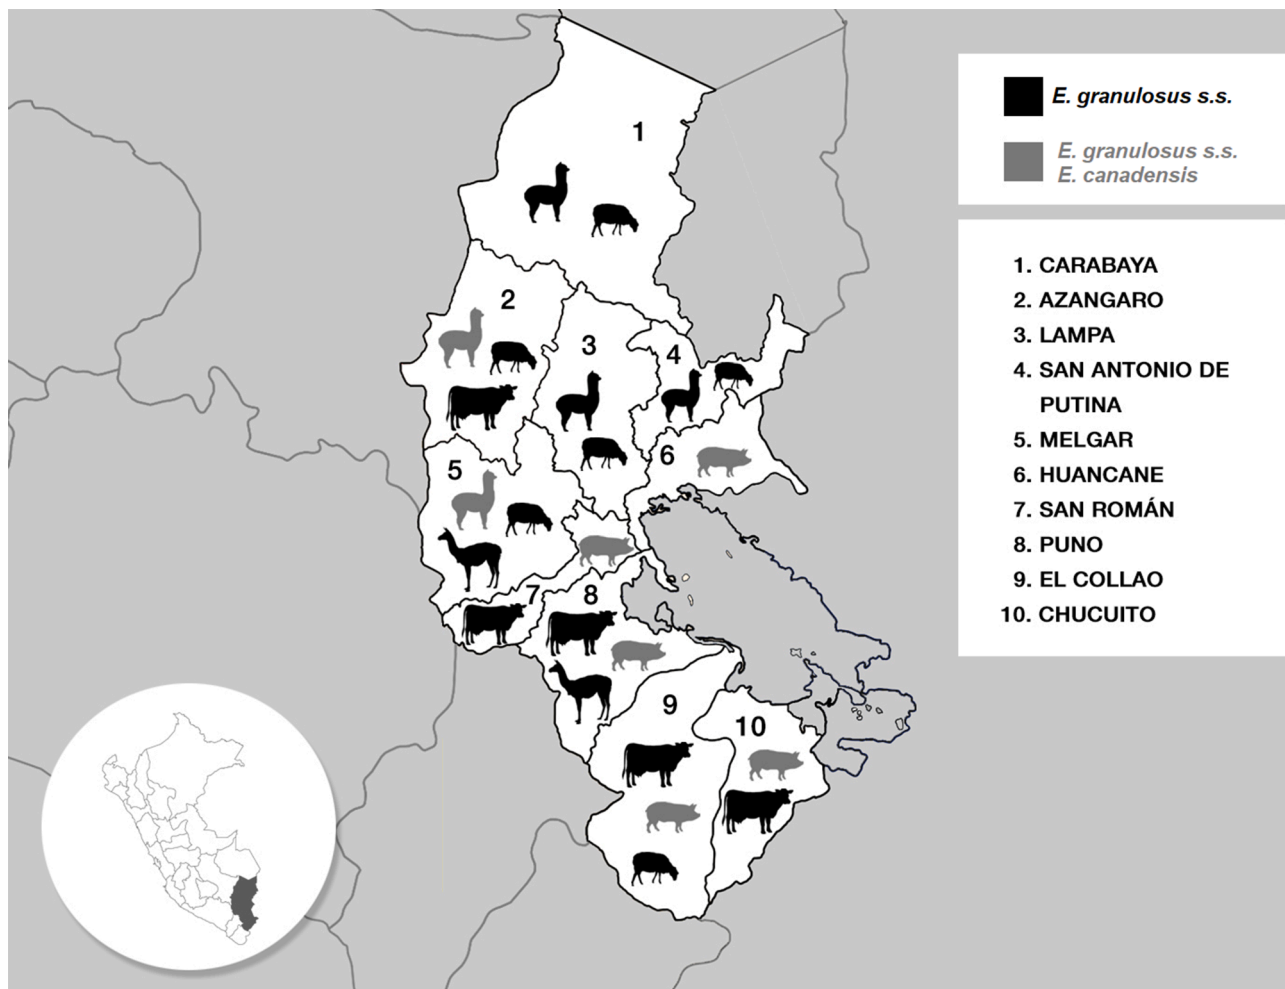 1
2
3
4
5
6
7
8
9
10
E. granulosus s.s.
E. granulosus s.s.
E. canadensis
1. CARABAYA
2. AZANGARO
3. LAMPA
4. SAN ANTONIO DE
PUTINA
5. MELGAR
6. HUANCANE
7. SAN ROMÁN
8. PUNO
9. EL COLLAO
10. CHUCUITO